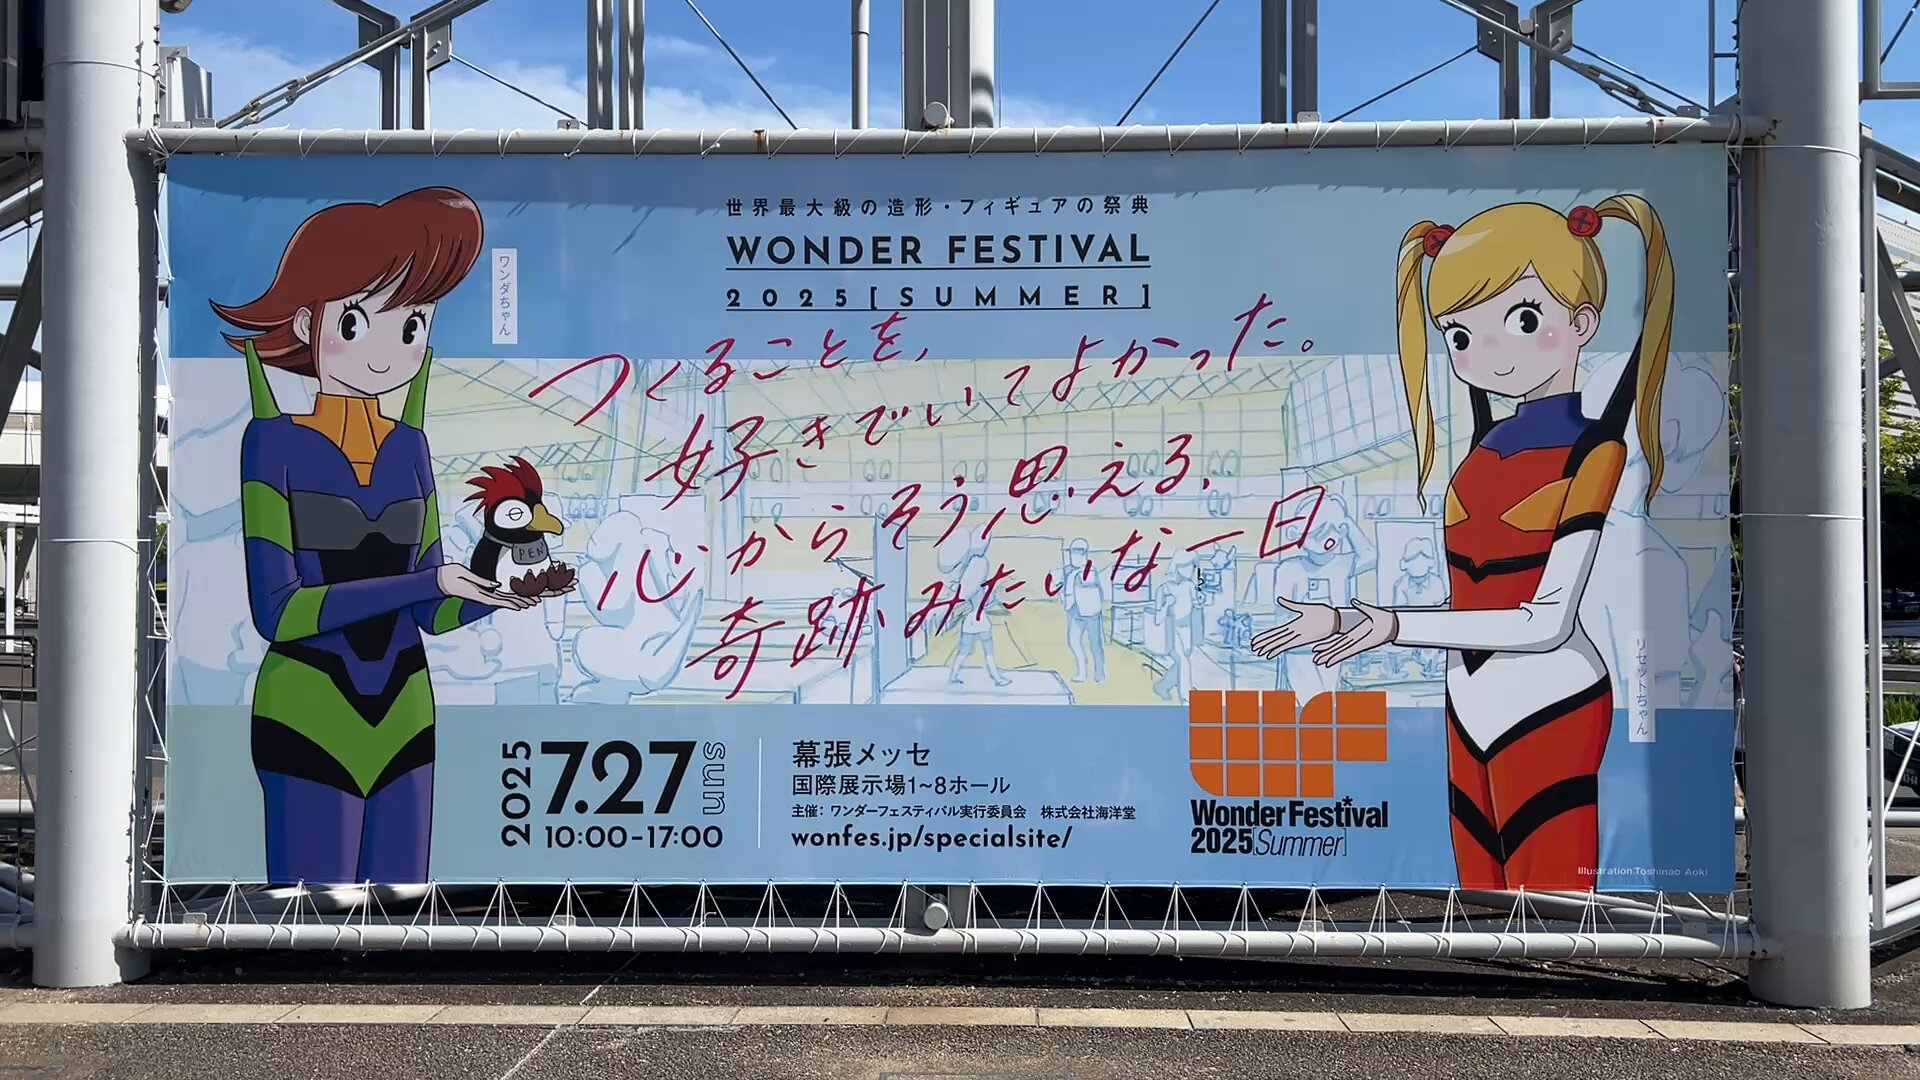 世界最大級の造形・フィギュアの祭典
WONDER FESTIVAL
2025[SUMMER]
ワンダちゃん
つくることを、
好きでいてよかった。
心からそう思える、
奇跡みたいな一日。
PEN
リセットちゃん
2025 7.27 sun
10:00-17:00
幕張メッセ
国際展示場1~8ホール
主催：ワンダーフェスティバル実行委員会　株式会社海洋堂
wonfes.jp/specialsite/
Wonder Festival
2025[Summer]
Illustration:Toshinao Aoki